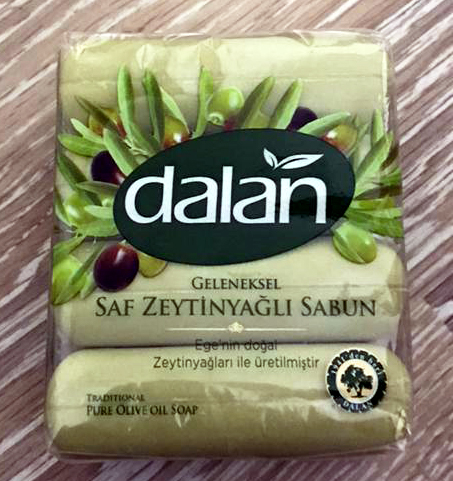 dalan
GELENEKSEL
SAF ZEYTİNYAĞLI SABUN
Ege'nin doğal
Zeytinyağları ile üretilmiştir
TRADITIONAL
PURE OLIVE OIL SOAP
DALAN